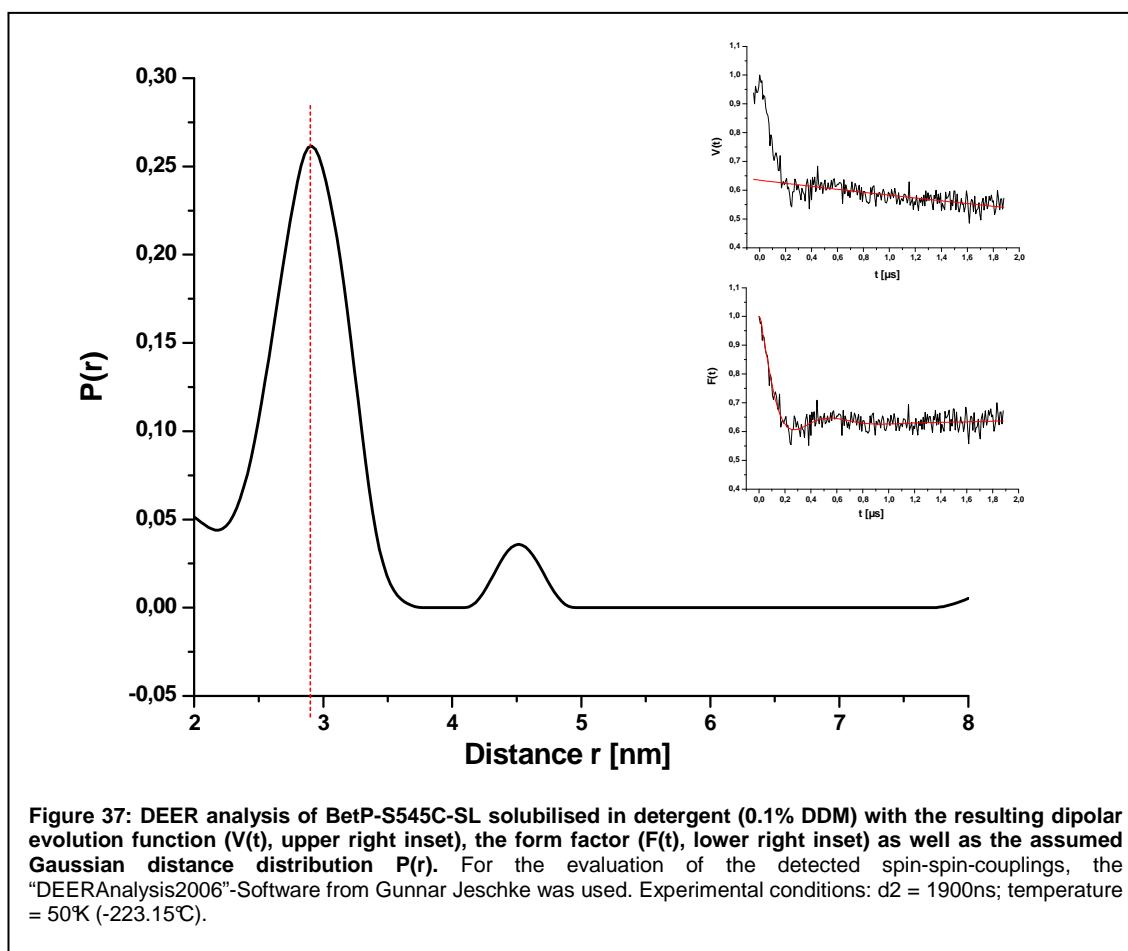 0,30
0,25
0,20
0,15
0,10
0,05
0,00
-0,05
P(r)
2 3 4 5 6 7 8
Distance r [nm]
1,1
1,0
0,9
0,8
0,7
0,6
0,5
0,4
V(t)
0,0 0,2 0,4 0,6 0,8 1,0 1,2 1,4 1,6 1,8 2,0
t [µs]
1,1
1,0
0,9
0,8
0,7
0,6
0,5
0,4
F(t)
0,0 0,2 0,4 0,6 0,8 1,0 1,2 1,4 1,6 1,8 2,0
t [µs]
Figure 37: DEER analysis of BetP-S545C-SL solubilised in detergent (0.1% DDM) with the resulting dipolar
evolution function (V(t), upper right inset), the form factor (F(t), lower right inset) as well as the assumed
Gaussian distance distribution P(r). For the evaluation of the detected spin-spin-couplings, the
“DEERAnalysis2006”-Software from Gunnar Jeschke was used. Experimental conditions: d2 = 1900ns; temperature
= 50°K (-223.15°C).